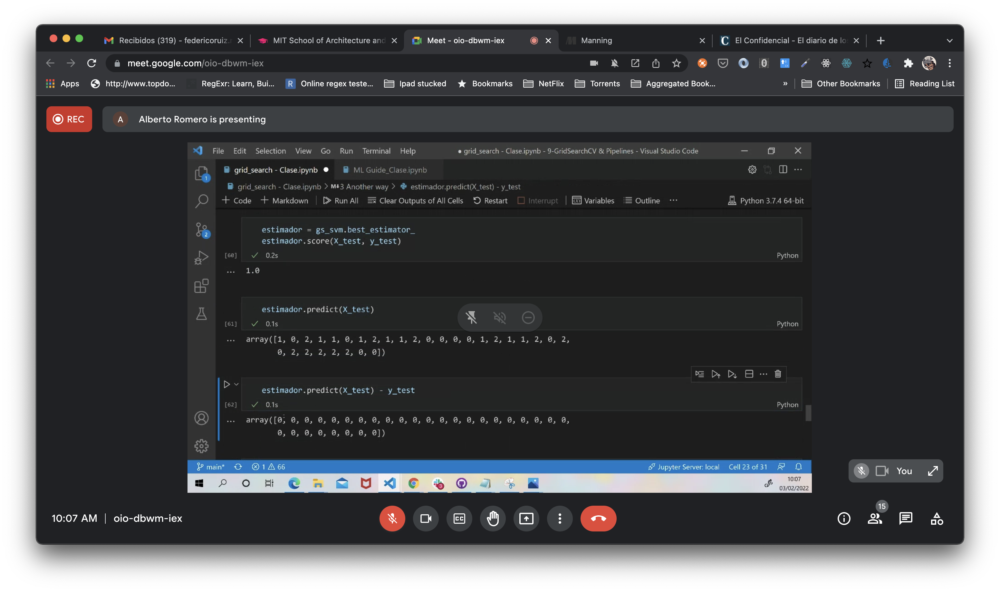 Recibidos (319) - federicoruiz.
MIT School of Architecture and
Meet - oio-dbwm-iex
Manning
El Confidencial - El diario de lo
meet.google.com/oio-dbwm-iex
Apps
http://www.topdo...
RegExr: Learn, Bui...
R
Online regex teste...
Ipad stucked
Bookmarks
NetFlix
Torrents
Aggregated Book...
»
Other Bookmarks
Reading List
REC
A
Alberto Romero is presenting
File Edit Selection View Go Run Terminal Help
● grid_search - Clase.ipynb - 9-GridSearchCV & Pipelines - Visual Studio Code
grid_search - Clase.ipynb ●
ML Guide_Clase.ipynb
1
grid_search - Clase.ipynb > M↓3 Another way > estimador.predict(X_test) - y_test
+ Code + Markdown Run All Clear Outputs of All Cells Restart Interrupt Variables Outline ... Python 3.7.4 64-bit
2
estimador = gs_svm.best_estimator_
estimador.score(X_test, y_test)
[60] ✓ 0.2s Python
... 1.0
estimador.predict(X_test)
[61] ✓ 0.1s Python
... array([1, 0, 2, 1, 1, 0, 1, 2, 1, 1, 2, 0, 0, 0, 0, 1, 2, 1, 1, 2, 0, 2,
0, 2, 2, 2, 2, 2, 0, 0])
estimador.predict(X_test) - y_test
[62] ✓ 0.1s Python
... array([0, 0, 0, 0, 0, 0, 0, 0, 0, 0, 0, 0, 0, 0, 0, 0, 0, 0, 0, 0, 0, 0,
0, 0, 0, 0, 0, 0, 0, 0])
main* 1 66
Jupyter Server: local Cell 23 of 31
You
3
10:07
03/02/2022
10:07 AM | oio-dbwm-iex
CC
15